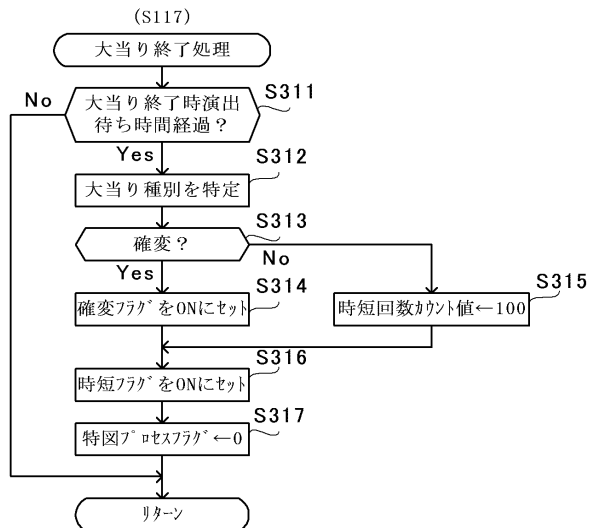 (S117)
大当り終了処理
S311
大当り終了時演出
待ち時間経過?
No
Yes
S312
大当り種別を特定
S313
確変?
No
Yes
S314
確変ﾌﾗｸﾞをONにｾｯﾄ
S315
時短回数ｶｳﾝﾄ値←100
S316
時短ﾌﾗｸﾞをONにｾｯﾄ
S317
特図ﾌﾟﾛｾｽﾌﾗｸﾞ←0
ﾘﾀｰﾝ